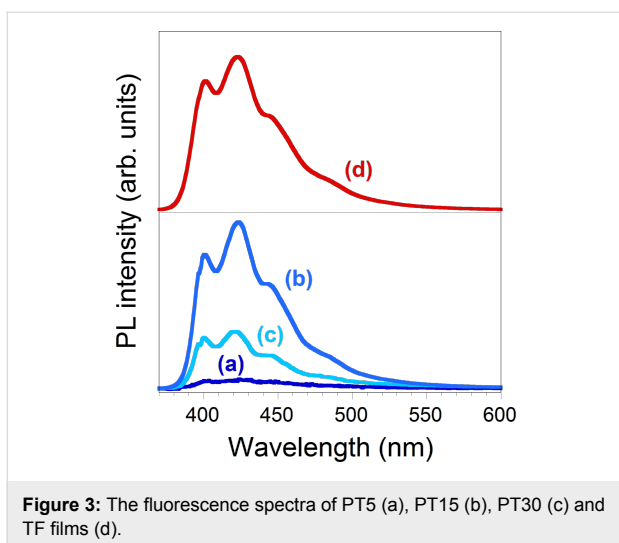 PL intensity (arb. units)
(d)
(b)
(c)
(a)
400 450 500 550 600
Wavelength (nm)
Figure 3: The fluorescence spectra of PT5 (a), PT15 (b), PT30 (c) and
TF films (d).